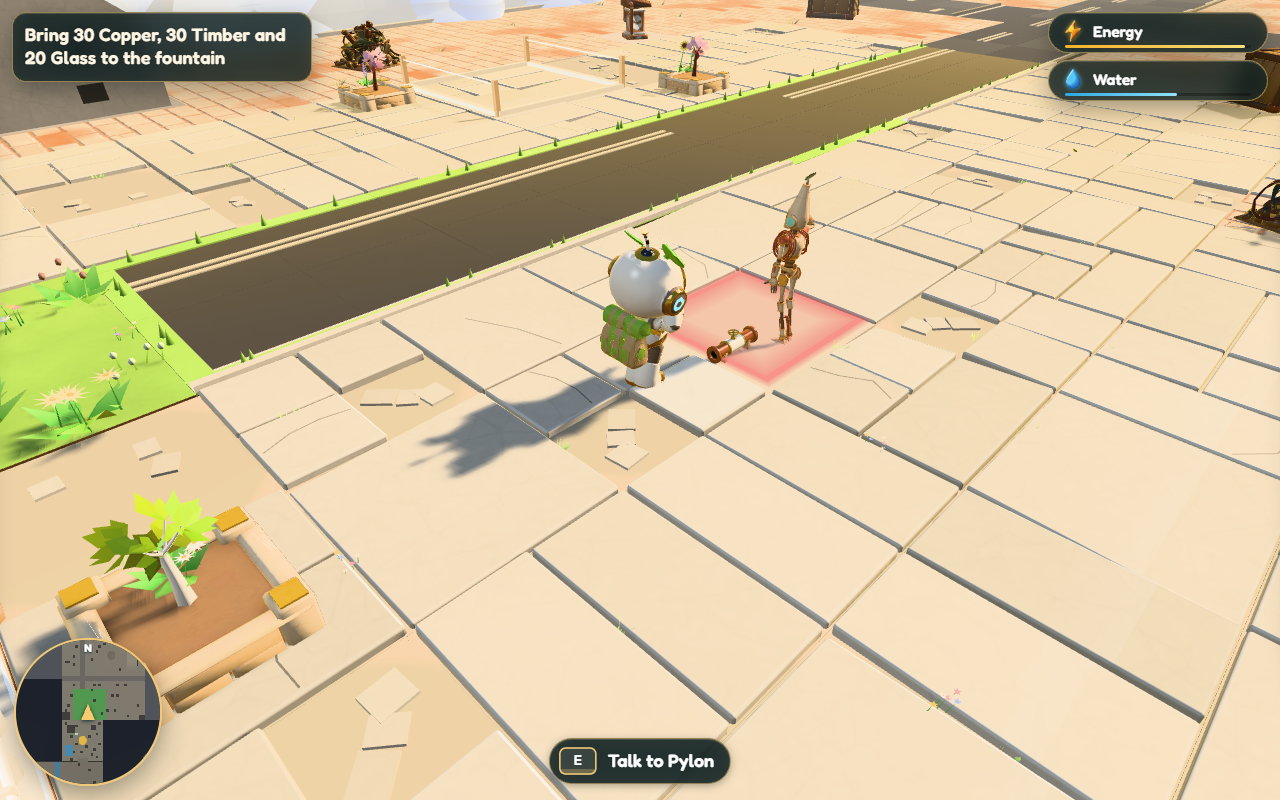 Bring 30 Copper, 30 Timber and
20 Glass to the fountain
Energy
Water
N
E Talk to Pylon